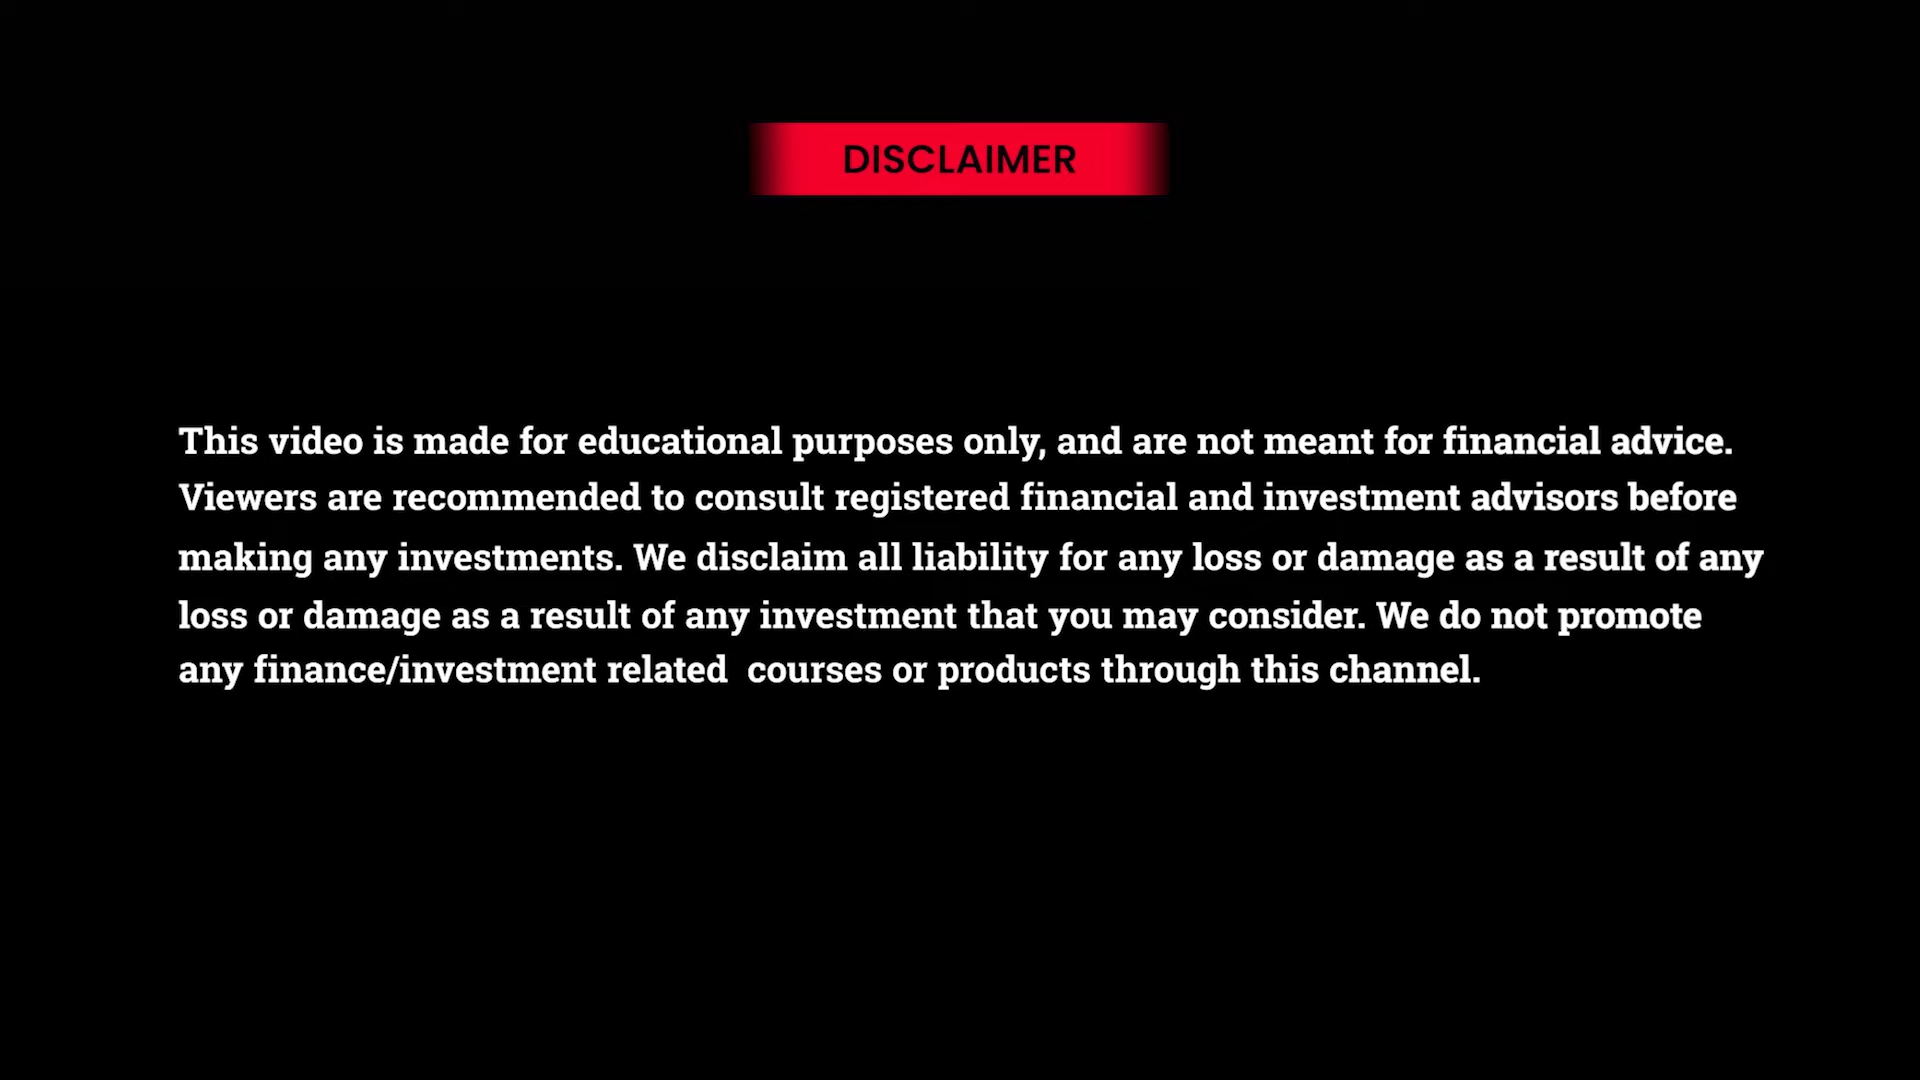 DISCLAIMER
This video is made for educational purposes only, and are not meant for financial advice.
Viewers are recommended to consult registered financial and investment advisors before
making any investments. We disclaim all liability for any loss or damage as a result of any
loss or damage as a result of any investment that you may consider. We do not promote
any finance/investment related  courses or products through this channel.